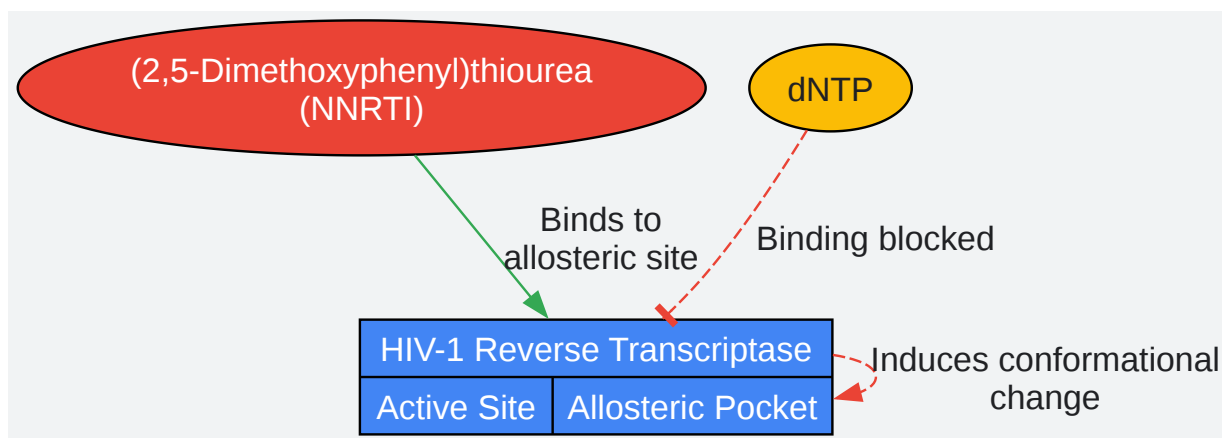 (2,5-Dimethoxyphenyl)thiourea
(NNRTI)
dNTP
Binds to
allosteric site
Binding blocked
HIV-1 Reverse Transcriptase
Induces conformational
change
Active Site
Allosteric Pocket